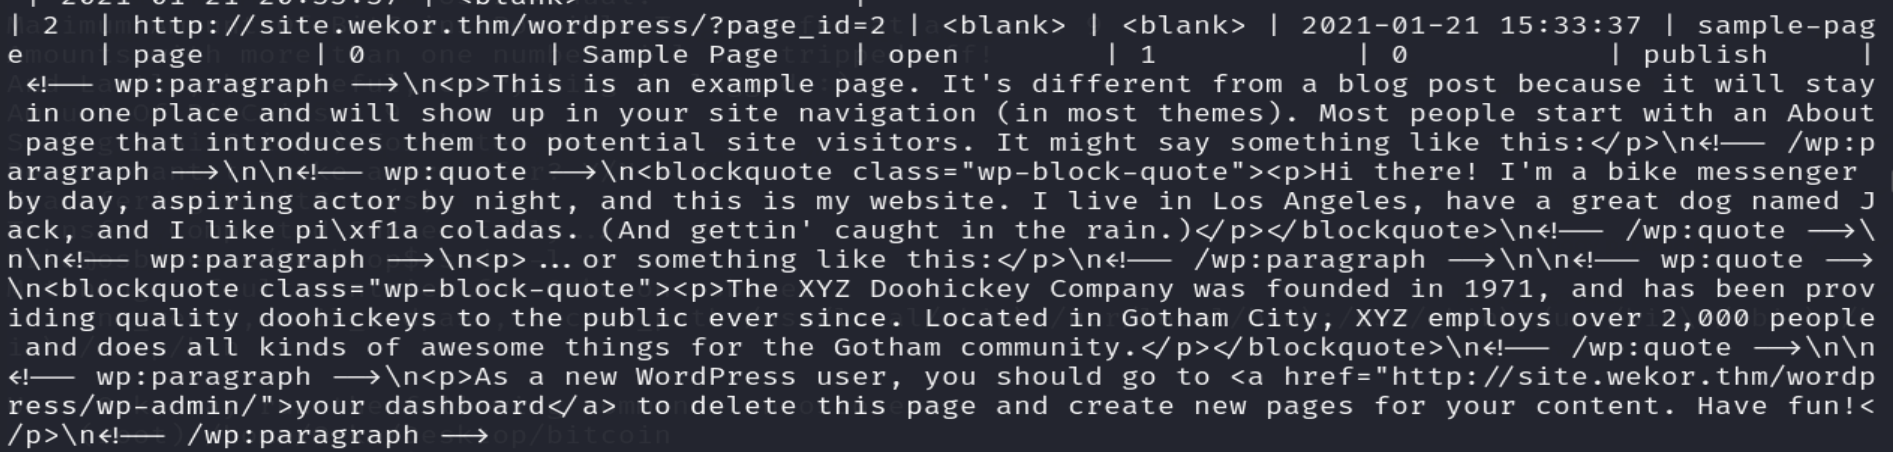 | 2   | http://site.wekor.thm/wordpress/?page_id=2 | <blank> | <blank> | 2021-01-21 15:33:37 | sample-pag
e     | page       | 0          | Sample Page    | open         | 1            | 0            | publish     |
 <!-- wp:paragraph -->\n<p>This is an example page. It's different from a blog post because it will stay
 in one place and will show up in your site navigation (in most themes). Most people start with an About
 page that introduces them to potential site visitors. It might say something like this:</p>\n<!-- /wp:p
aragraph -->\n\n<!-- wp:quote -->\n<blockquote class="wp-block-quote"><p>Hi there! I'm a bike messenger
by day, aspiring actor by night, and this is my website. I live in Los Angeles, have a great dog named J
ack, and I like pi\xf1a coladas. (And gettin' caught in the rain.)</p></blockquote>\n<!-- /wp:quote -->\
n\n<!-- wp:paragraph -->\n<p>...or something like this:</p>\n<!-- /wp:paragraph -->\n\n<!-- wp:quote -->
\n<blockquote class="wp-block-quote"><p>The XYZ Doohickey Company was founded in 1971, and has been prov
iding quality doohickeys to the public ever since. Located in Gotham City, XYZ employs over 2,000 people
 and does all kinds of awesome things for the Gotham community.</p></blockquote>\n<!-- /wp:quote -->\n\n
<!-- wp:paragraph -->\n<p>As a new WordPress user, you should go to <a href="http://site.wekor.thm/wordp
ress/wp-admin/">your dashboard</a> to delete this page and create new pages for your content. Have fun!<
/p>\n<!-- /wp:paragraph -->